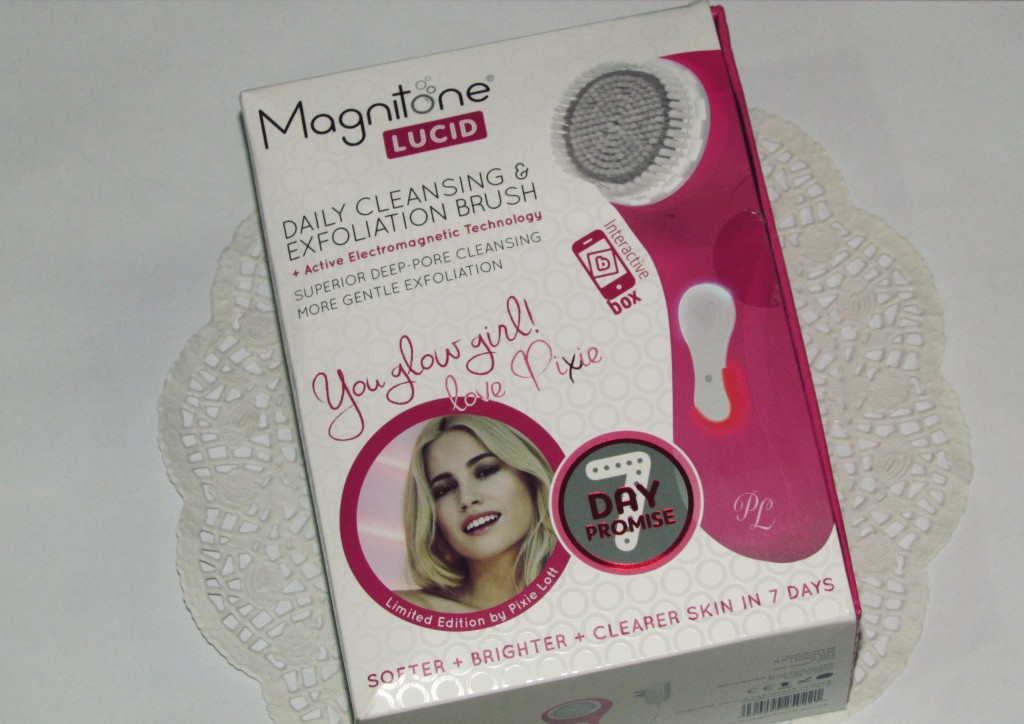 Magnitone®
LUCID
DAILY CLEANSING &
EXFOLIATION BRUSH
+ Active Electromagnetic Technology
SUPERIOR DEEP-PORE CLEANSING
MORE GENTLE EXFOLIATION
Interactive
box
You glow girl!
love Pixie
7
DAY
PROMISE
PL
Limited Edition by Pixie Lott
SOFTER + BRIGHTER + CLEARER SKIN IN 7 DAYS